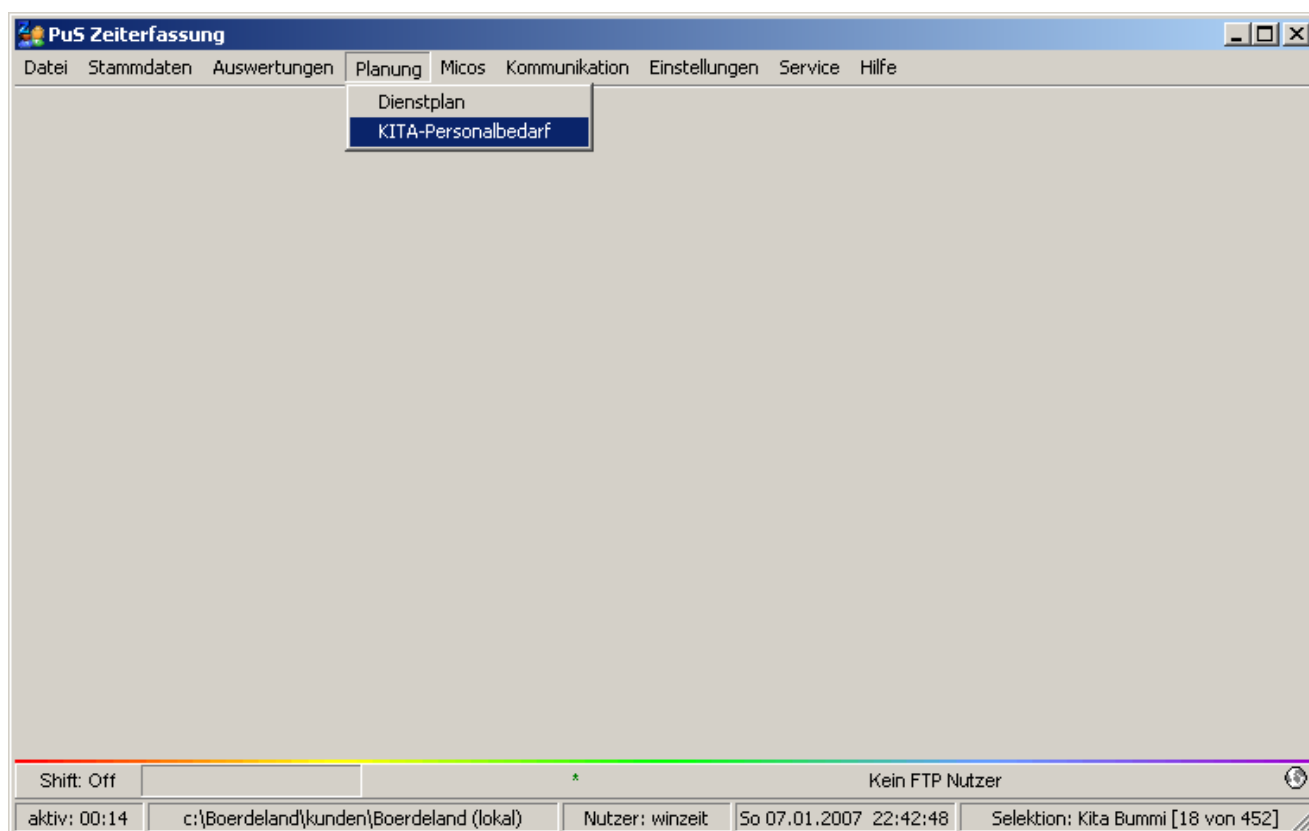 PuS Zeiterfassung
Datei Stammdaten Auswertungen Planung Micos Kommunikation Einstellungen Service Hilfe
Dienstplan
KITA-Personalbedarf
Shift: Off * Kein FTP Nutzer
aktiv: 00:14 c:\Boerdeland\kunden\Boerdeland (lokal) Nutzer: winzeit So 07.01.2007 22:42:48 Selektion: Kita Bummi [18 von 452]